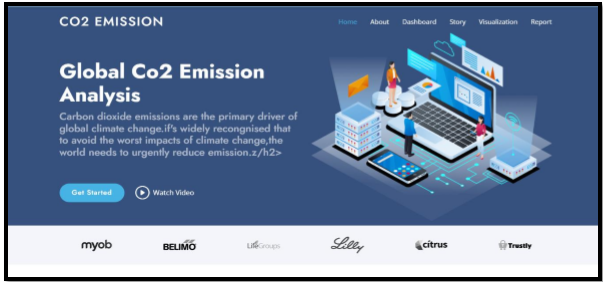 CO2 EMISSION
Home About Dashboard Story Visualization Report
Global Co2 Emission
Analysis
Carbon dioxide emissions are the primary driver of
global climate change.if's widely recongnised that
to avoid the worst impacts of climate change,the
world needs to urgently reduce emission.z/h2>
Get Started Watch Video
myob BELIMO LifeGroups Lilly citrus Trustly